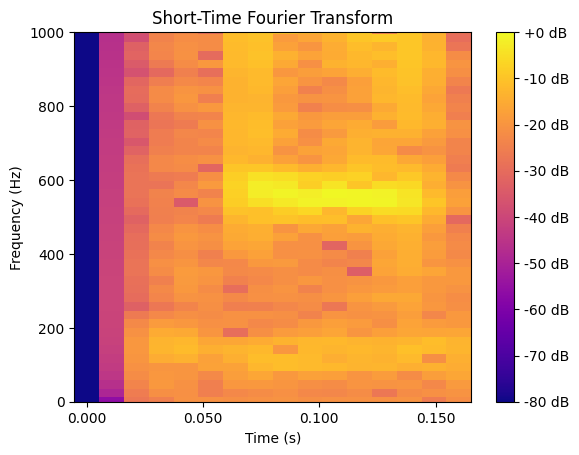 Short-Time Fourier Transform
Frequency (Hz)
1000
800
600
400
200
0
0.000
0.050
0.100
0.150
Time (s)
+0 dB
-10 dB
-20 dB
-30 dB
-40 dB
-50 dB
-60 dB
-70 dB
-80 dB